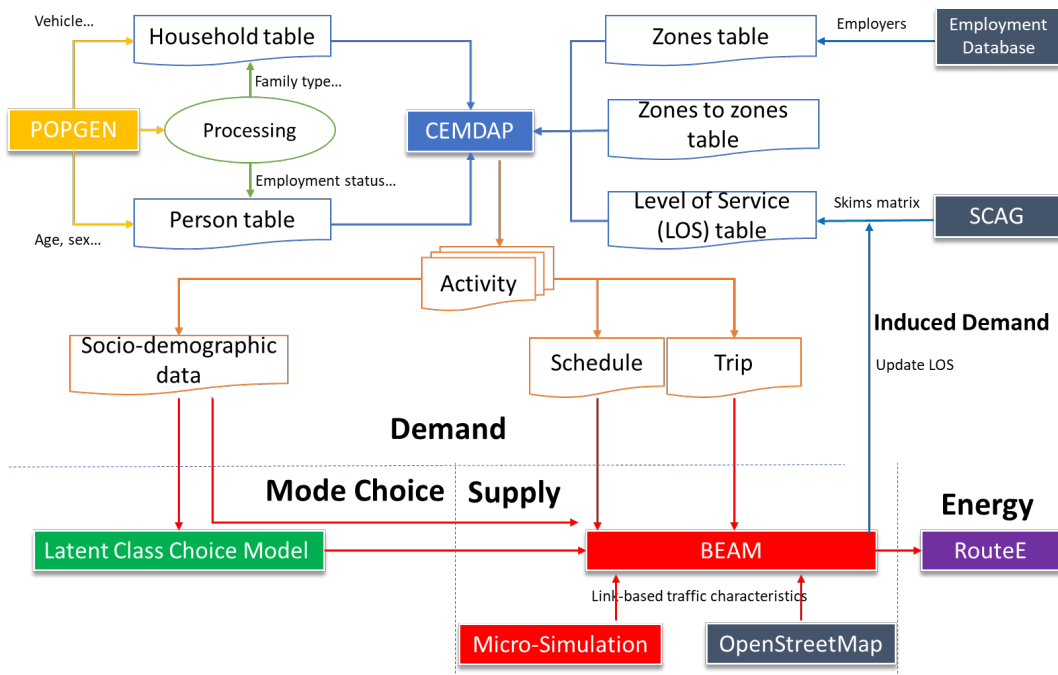 Vehicle...
Household table
Zones table
Employers
Employment
Database
Family type...
POPGEN
Processing
CEMDAP
Zones to zones
table
Employment status...
Person table
Age, sex...
Level of Service
(LOS) table
Skims matrix
SCAG
Activity
Induced Demand
Update LOS
Socio-demographic
data
Schedule
Trip
Demand
Mode Choice
Supply
Energy
Latent Class Choice Model
BEAM
RouteE
Link-based traffic characteristics
Micro-Simulation
OpenStreetMap